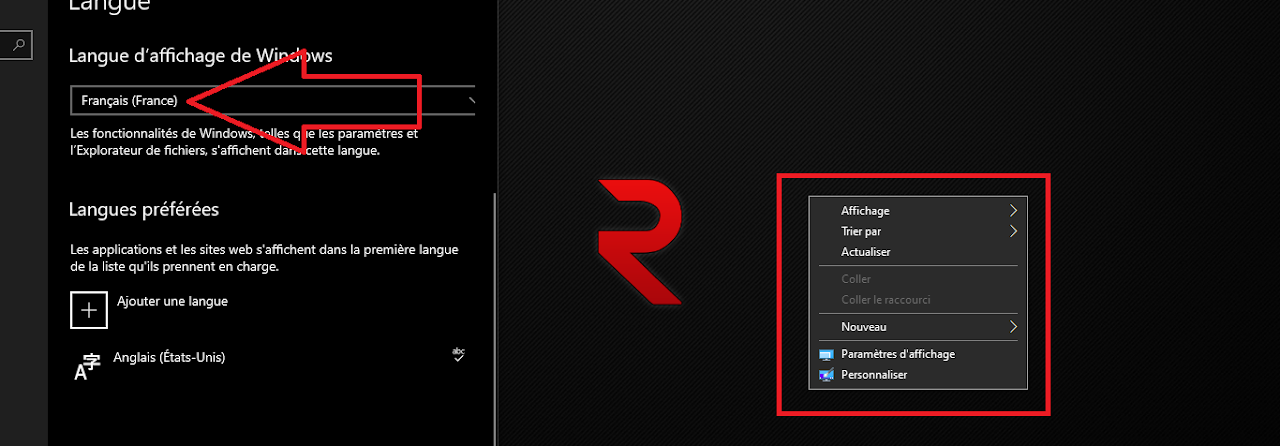 Langue
Langue d'affichage de Windows
Français (France)
Les fonctionnalités de Windows, telles que les paramètres et
l'Explorateur de fichiers, s'affichent dans cette langue.
Langues préférées
Les applications et les sites web s'affichent dans la première langue
de la liste qu'ils prennent en charge.
Ajouter une langue
A字
Anglais (États-Unis)
abc
R
Affichage
Trier par
Actualiser
Coller
Coller le raccourci
Nouveau
Paramètres d'affichage
Personnaliser